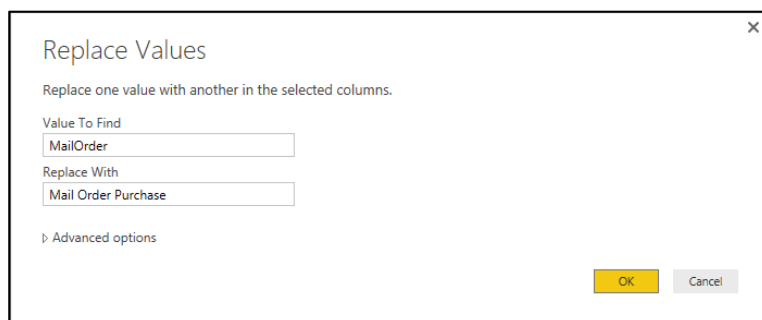 Replace Values
Replace one value with another in the selected columns.
Value To Find
MailOrder
Replace With
Mail Order Purchase
Advanced options
OK
Cancel